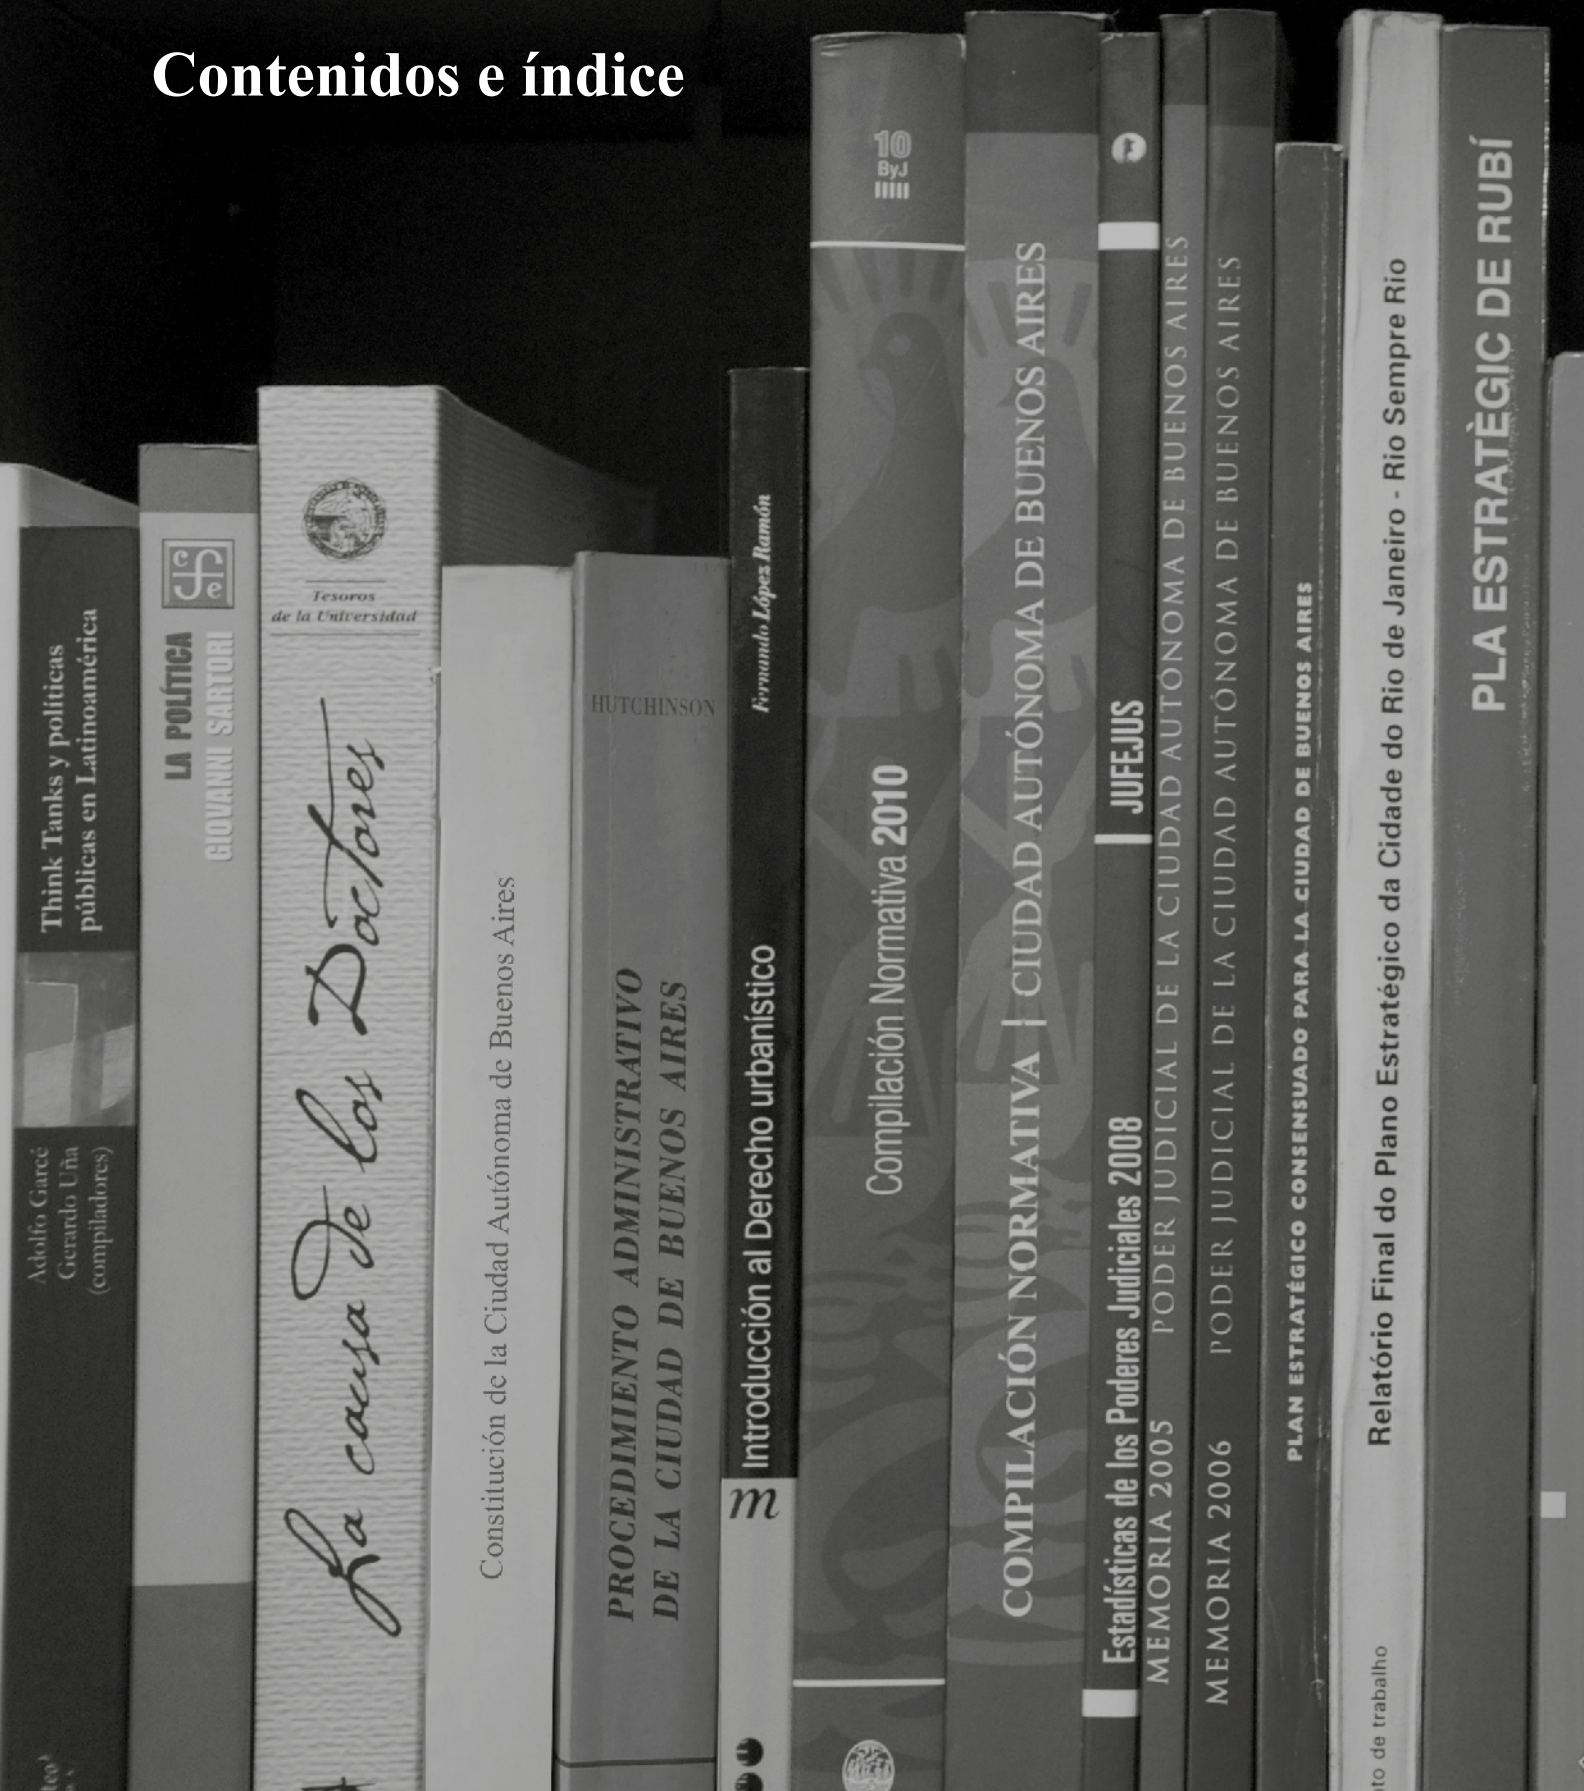 Contenidos e índice
Think Tanks y políticas
públicas en Latinoamérica
Adolfo Garcé
Gerardo Uña
(compiladores)
cfe
LA POLÍTICA
GIOVANNI SARTORI
Tesoros
de la Universidad
La causa de los Doctores
Constitución de la Ciudad Autónoma de Buenos Aires
HUTCHINSON
PROCEDIMIENTO ADMINISTRATIVO
DE LA CIUDAD DE BUENOS AIRES
Fernando López Ramón
Introducción al Derecho urbanístico
m
10
ByJ
Compilación Normativa 2010
COMPILACIÓN NORMATIVA | CIUDAD AUTÓNOMA DE BUENOS AIRES
Estadísticas de los Poderes Judiciales 2008 | JUFEJUS
MEMORIA 2005 PODER JUDICIAL DE LA CIUDAD AUTÓNOMA DE BUENOS AIRES
MEMORIA 2006 PODER JUDICIAL DE LA CIUDAD AUTÓNOMA DE BUENOS AIRES
PLAN ESTRATÉGICO CONSENSUADO PARA LA CIUDAD DE BUENOS AIRES
Relatório Final do Plano Estratégico da Cidade do Rio de Janeiro - Rio Sempre Rio
de trabalho
PLA ESTRATÈGIC DE RUBÍ